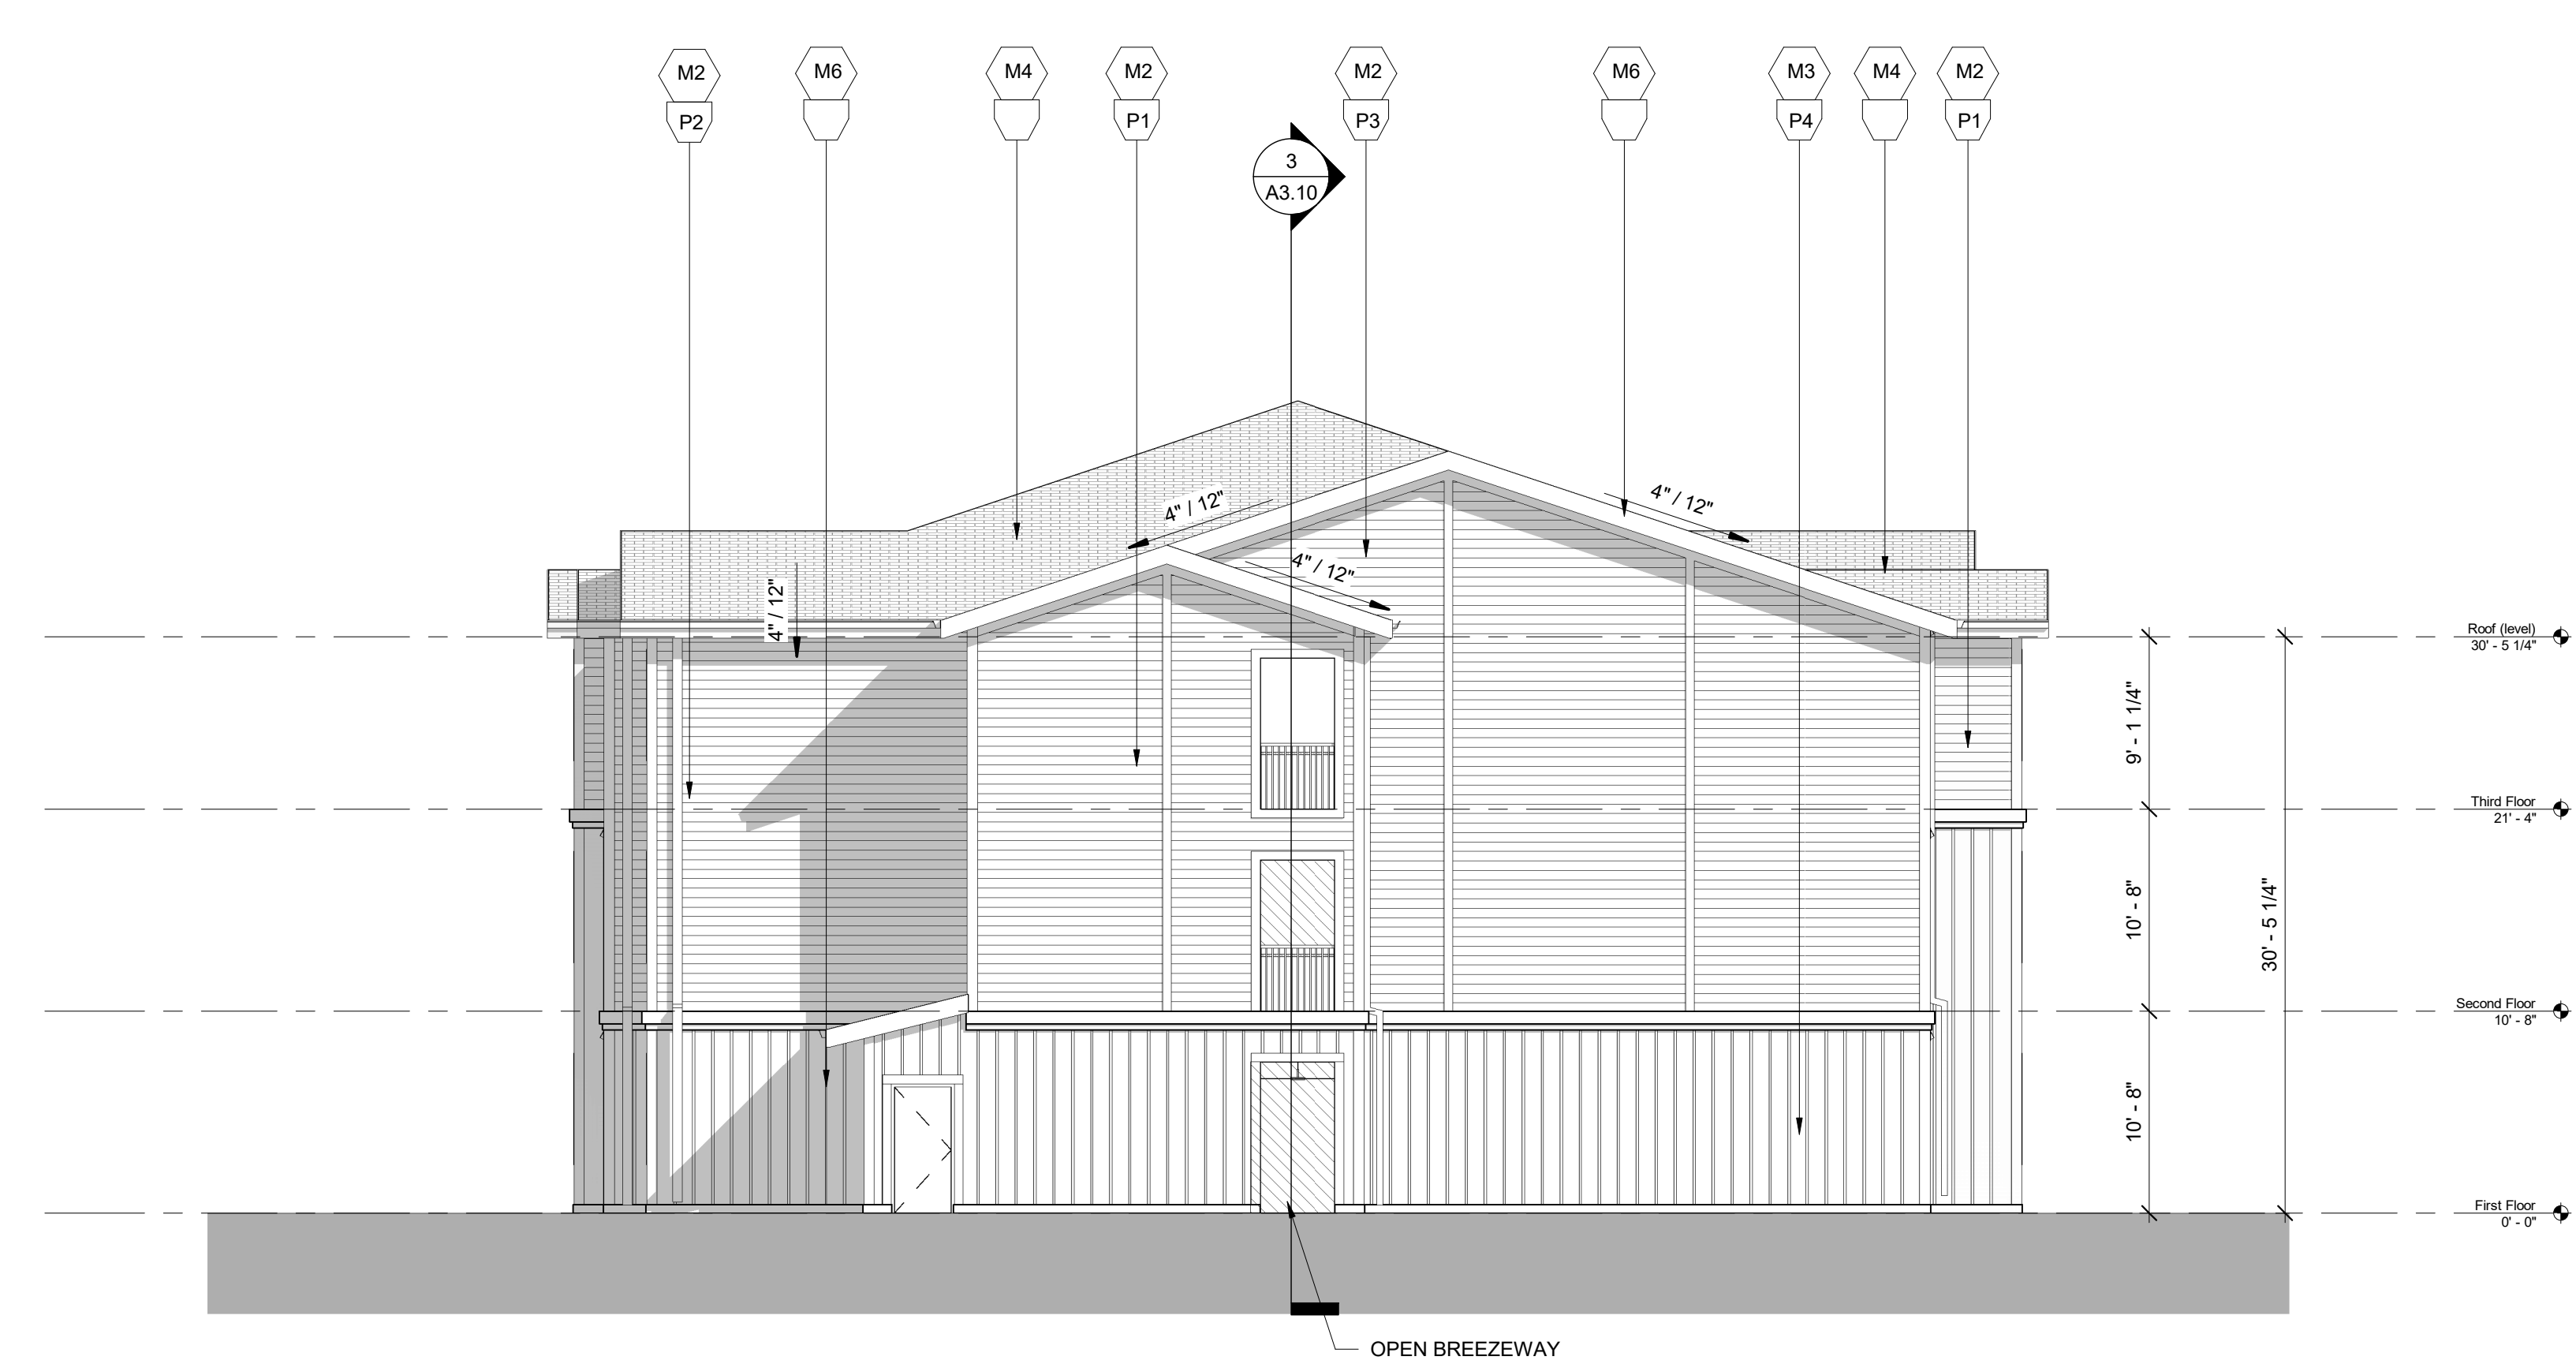 M2
P2
M6
M4
M2
P1
M2
P3
M6
M3
P4
M4
M2
P1
3
A3.10
4" / 12"
4" / 12"
4" / 12"
4" / 12"
Roof (level)
30' - 5 1/4"
9' - 1 1/4"
Third Floor
21' - 4"
10' - 8"
30' - 5 1/4"
Second Floor
10' - 8"
10' - 8"
First Floor
0' - 0"
OPEN BREEZEWAY